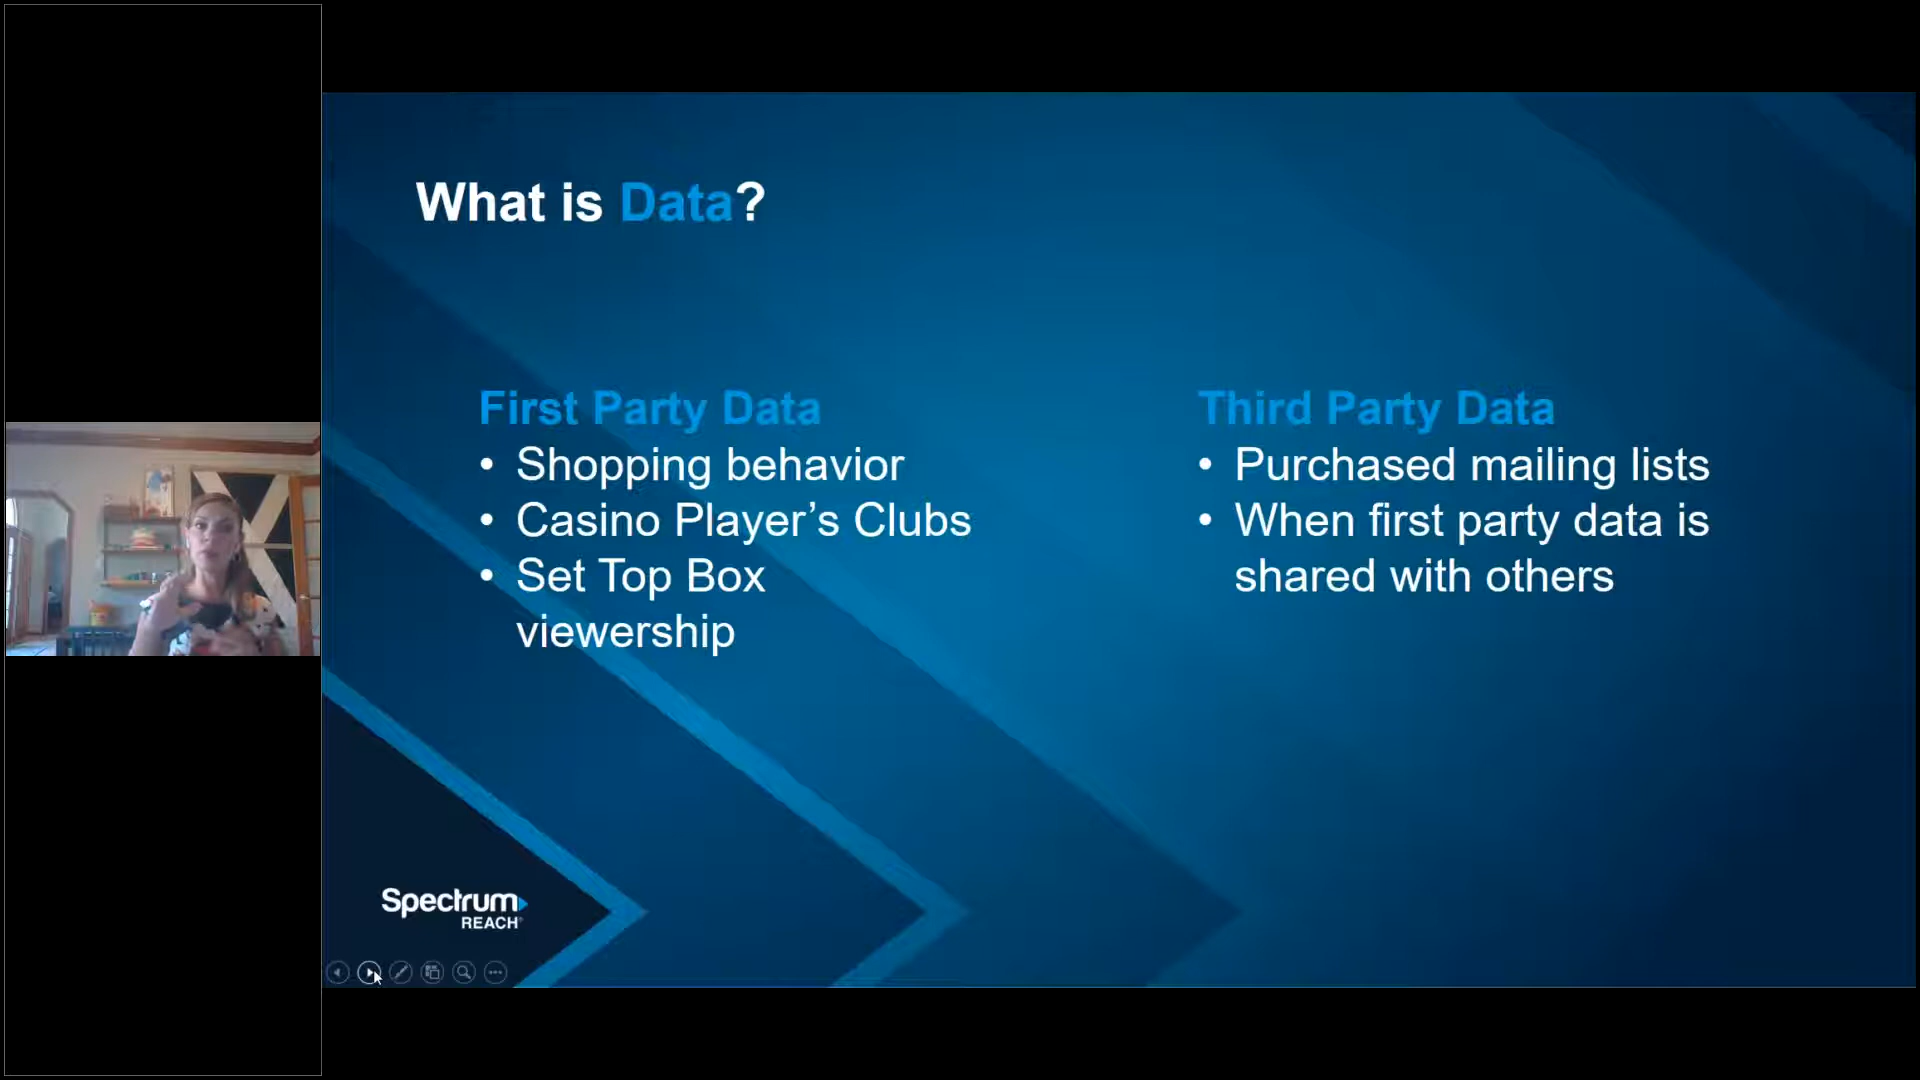 What is Data?
First Party Data
• Shopping behavior
• Casino Player’s Clubs
• Set Top Box
viewership
Third Party Data
• Purchased mailing lists
• When first party data is
shared with others
Spectrum
REACH®